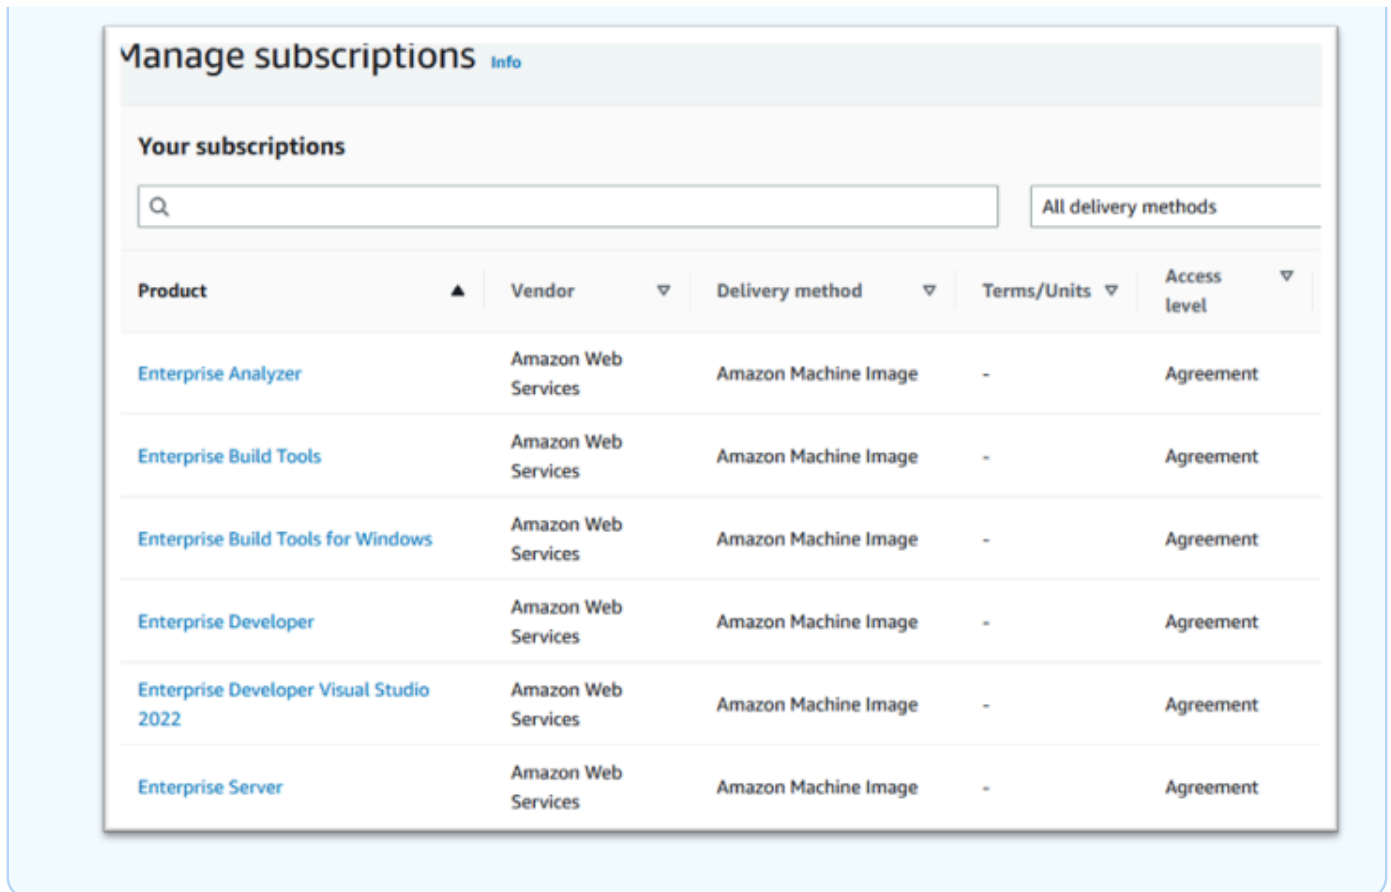 Manage subscriptions Info
Your subscriptions
All delivery methods
Product Vendor Delivery method Terms/Units Access level
Enterprise Analyzer Amazon Web Services Amazon Machine Image - Agreement
Enterprise Build Tools Amazon Web Services Amazon Machine Image - Agreement
Enterprise Build Tools for Windows Amazon Web Services Amazon Machine Image - Agreement
Enterprise Developer Amazon Web Services Amazon Machine Image - Agreement
Enterprise Developer Visual Studio 2022 Amazon Web Services Amazon Machine Image - Agreement
Enterprise Server Amazon Web Services Amazon Machine Image - Agreement